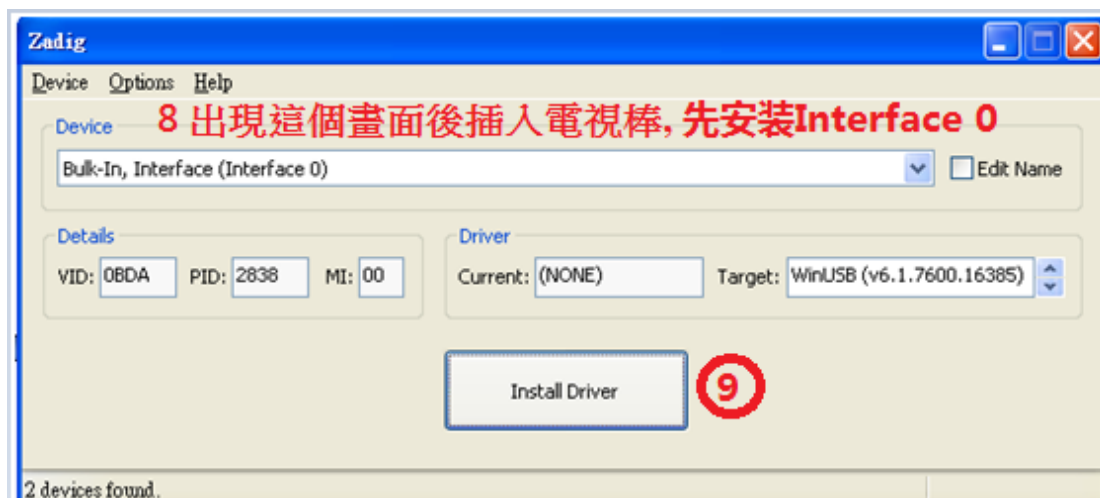 Zadig
Device Options Help
8 出現這個畫面後插入電視棒, 先安装Interface 0
Device
Bulk-In, Interface (Interface 0)
Edit Name
Details
Driver
VID: 0BDA PID: 2838 MI: 00
Current: (NONE) Target: WinUSB (v6.1.7600.16385)
Install Driver
9
2 devices found.